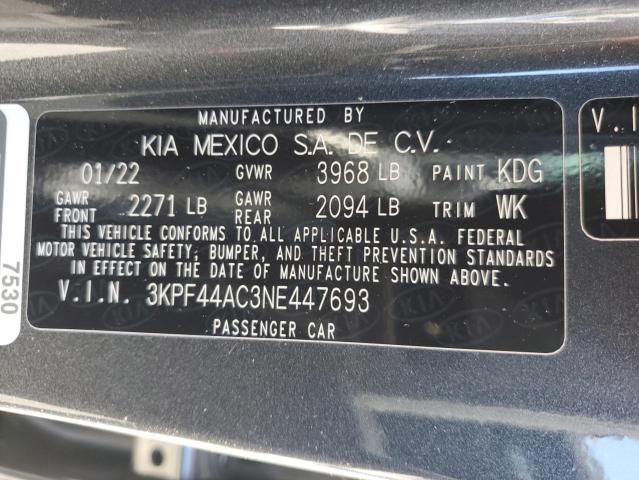 MANUFACTURED BY
KIA MEXICO S.A. DE C.V.
01/22 GVWR 3968 LB PAINT KDG
GAWR FRONT 2271 LB GAWR REAR 2094 LB TRIM WK
THIS VEHICLE CONFORMS TO ALL APPLICABLE U.S.A. FEDERAL
MOTOR VEHICLE SAFETY, BUMPER, AND THEFT PREVENTION STANDARDS
IN EFFECT ON THE DATE OF MANUFACTURE SHOWN ABOVE.
V.I.N. 3KPF44AC3NE447693
PASSENGER CAR
7530
V.I